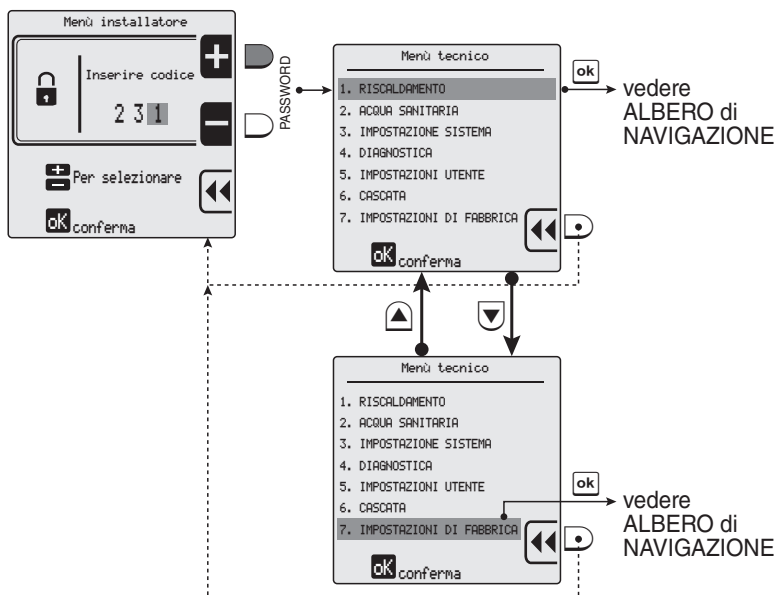 Menù installatore
Inserire codice
2 3 1
Per selezionare
oK conferma
PASSWORD
Menù tecnico
1. RISCALDAMENTO
2. ACQUA SANITARIA
3. IMPOSTAZIONE SISTEMA
4. DIAGNOSTICA
5. IMPOSTAZIONI UTENTE
6. CASCATA
7. IMPOSTAZIONI DI FABBRICA
oK conferma
ok
vedere
ALBERO di
NAVIGAZIONE
Menù tecnico
1. RISCALDAMENTO
2. ACQUA SANITARIA
3. IMPOSTAZIONE SISTEMA
4. DIAGNOSTICA
5. IMPOSTAZIONI UTENTE
6. CASCATA
7. IMPOSTAZIONI DI FABBRICA
oK conferma
ok
vedere
ALBERO di
NAVIGAZIONE